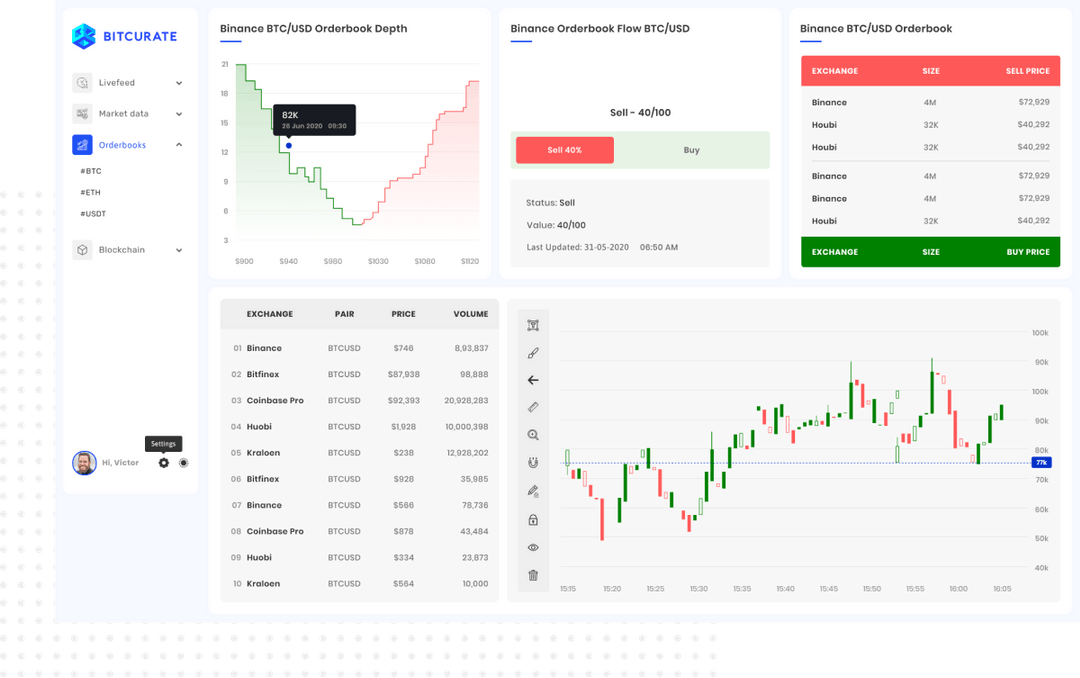 BITCURATE
Livefeed
Market data
Orderbooks
#BTC
#ETH
#USDT
Blockchain
Settings
Hi, Victor
Binance BTC/USD Orderbook Depth
21
18
15
12
9
6
3
82K
26 Jun 2020 09:30
$900 $940 $980 $1030 $1080 $1120
Binance Orderbook Flow BTC/USD
Sell - 40/100
Sell 40% Buy
Status: Sell
Value: 40/100
Last Updated: 31-05-2020 06:50 AM
Binance BTC/USD Orderbook
EXCHANGE SIZE SELL PRICE
Binance 4M $72,929
Houbi 32K $40,292
Houbi 32K $40,292
Binance 4M $72,929
Binance 4M $72,929
Houbi 32K $40,292
EXCHANGE SIZE BUY PRICE
EXCHANGE PAIR PRICE VOLUME
01 Binance BTCUSD $746 8,93,837
02 Bitfinex BTCUSD $87,938 98,888
03 Coinbase Pro BTCUSD $92,393 20,928,283
04 Huobi BTCUSD $1,928 10,000,398
05 Kraloen BTCUSD $238 12,928,202
06 Bitfinex BTCUSD $928 35,985
07 Binance BTCUSD $566 78,736
08 Coinbase Pro BTCUSD $878 43,484
09 Huobi BTCUSD $334 23,873
10 Kraloen BTCUSD $564 10,000
100k
90k
100k
90k
80k
77k
70k
60k
50k
40k
15:15 15:20 15:25 15:30 15:35 15:40 15:45 15:50 15:55 16:00 16:05